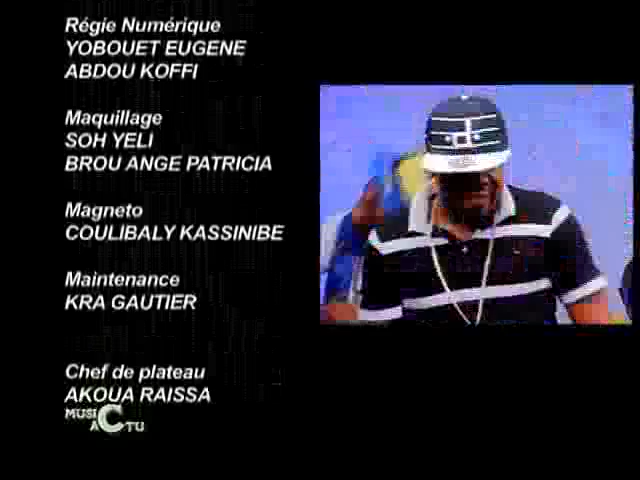 Régie Numérique
YOBOUET EUGENE
ABDOU KOFFI
Maquillage
SOH YELI
BROU ANGE PATRICIA
Magneto
COULIBALY KASSINIBE
Maintenance
KRA GAUTIER
Chef de plateau
AKOUA RAISSA
MUSIC
ACTU